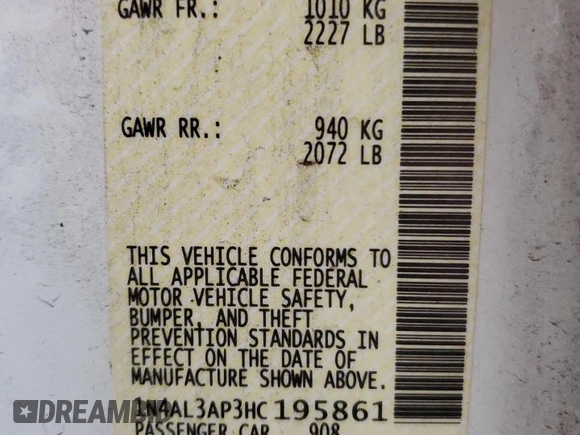 GAWR FR.: 1010 KG
2227 LB
GAWR RR.: 940 KG
2072 LB
THIS VEHICLE CONFORMS TO
ALL APPLICABLE FEDERAL
MOTOR VEHICLE SAFETY,
BUMPER, AND THEFT
PREVENTION STANDARDS IN
EFFECT ON THE DATE OF
MANUFACTURE SHOWN ABOVE.
1N4AL3AP3HC195861
PASSENGER CAR 908